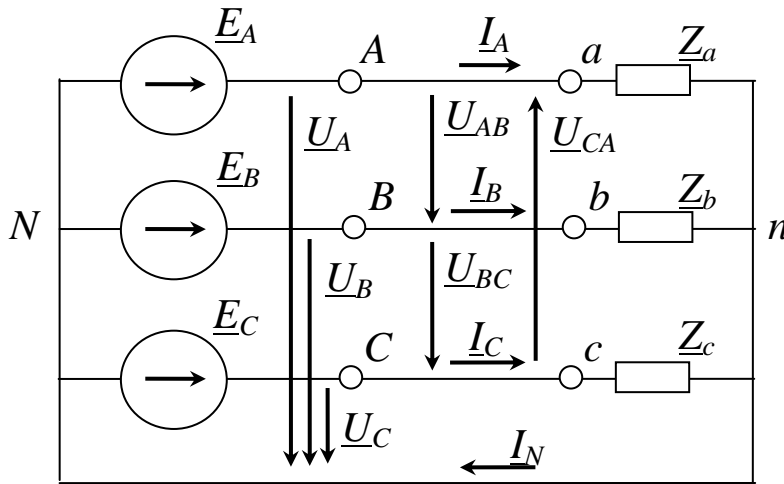 E_A A I_A a Z_a
U_A U_AB U_CA
E_B B I_B b Z_b
N n
U_B U_BC
E_C C I_C c Z_c
U_C I_N